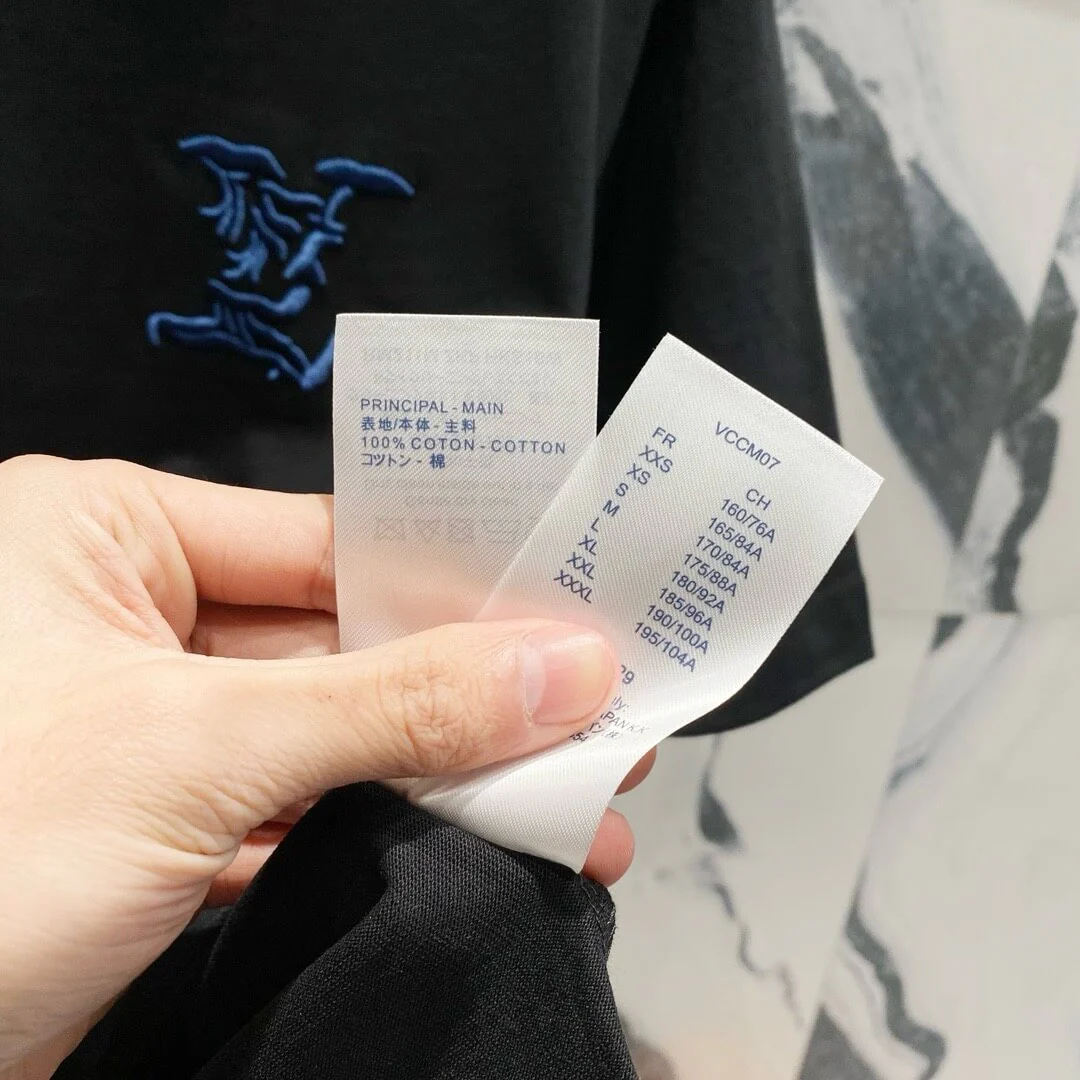 PRINCIPAL - MAIN
表地/本体 - 主料
100% COTON - COTTON
コットン - 棉
VCCM07
FR CH
XXS 160/76A
XS 165/84A
S 170/84A
M 175/88A
L 180/92A
XL 185/96A
XXL 190/100A
XXXL 195/104A